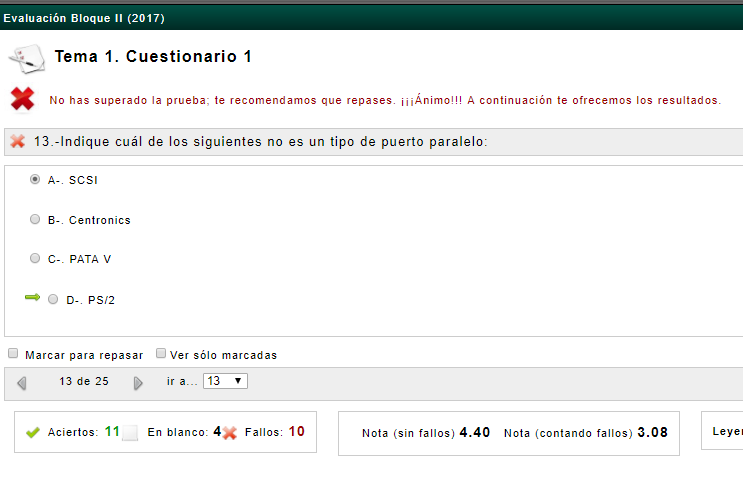 Evaluación Bloque II (2017)
Tema 1. Cuestionario 1
No has superado la prueba; te recomendamos que repases. ¡¡¡Ánimo!!! A continuación te ofrecemos los resultados.
13.-Indique cuál de los siguientes no es un tipo de puerto paralelo:
A-. SCSI
B-. Centronics
C-. PATA V
D-. PS/2
Marcar para repasar Ver sólo marcadas
13 de 25 ir a... 13
Aciertos: 11 En blanco: 4 Fallos: 10 Nota (sin fallos) 4.40 Nota (contando fallos) 3.08 Leyer